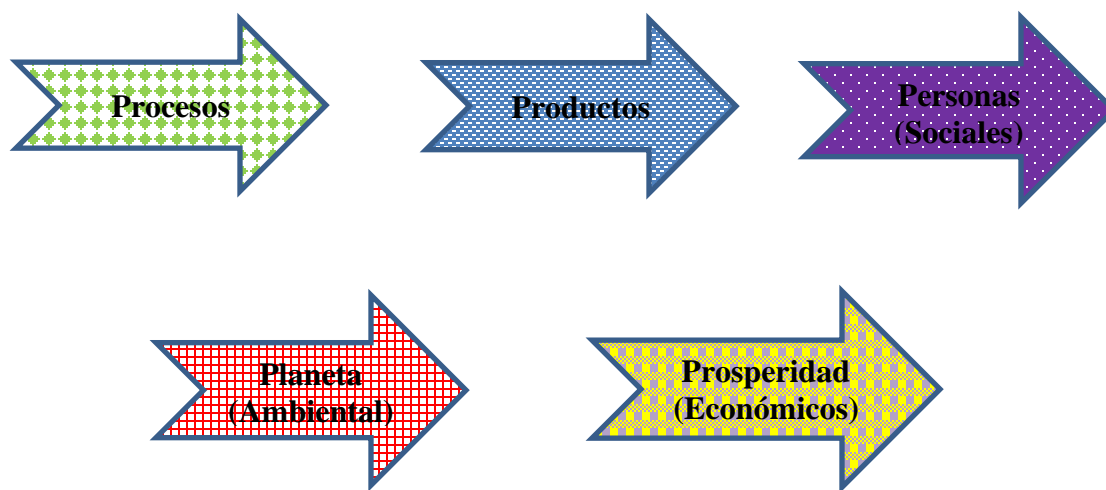 Procesos
Productos
Personas
(Sociales)
Planeta
(Ambiental)
Prosperidad
(Económicos)